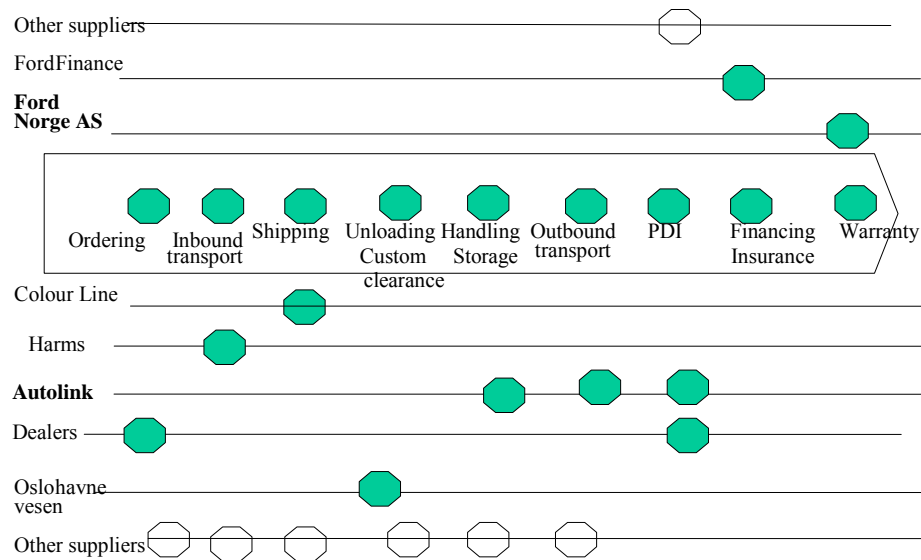 Other suppliers
FordFinance
Ford
Norge AS
Ordering
Inbound
transport
Shipping
Unloading
Custom
clearance
Handling
Storage
Outbound
transport
PDI
Financing
Insurance
Warranty
Colour Line
Harms
Autolink
Dealers
Oslohavne
vesen
Other suppliers